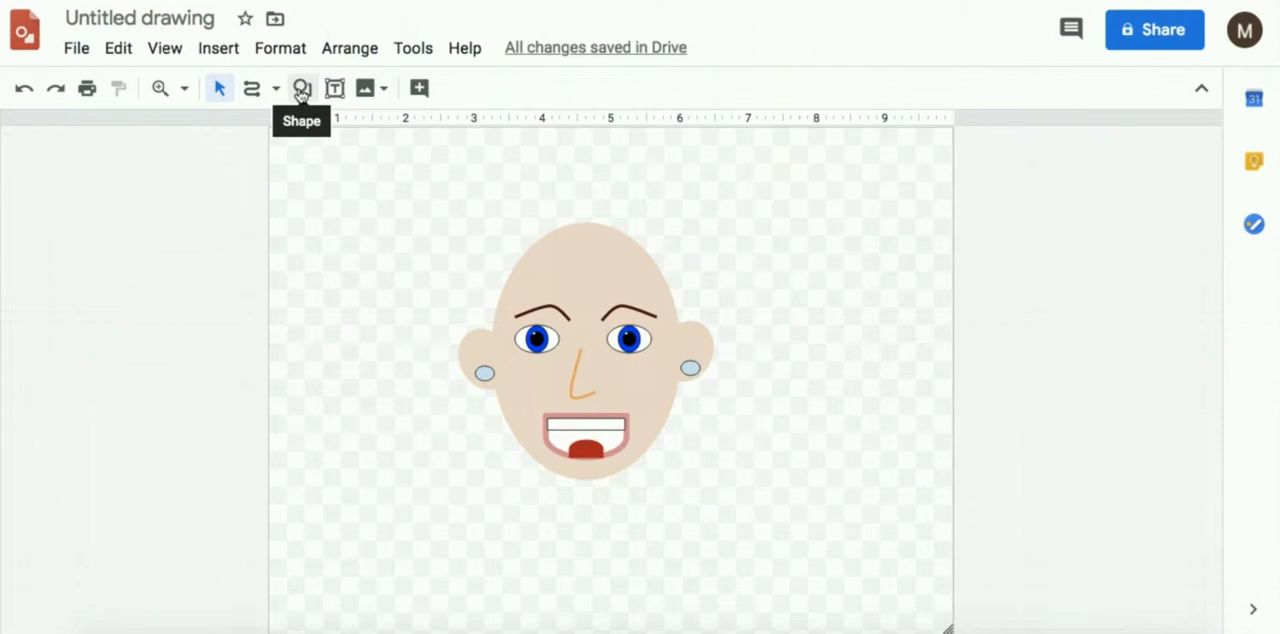 Untitled drawing
File Edit View Insert Format Arrange Tools Help All changes saved in Drive
Share
M
Shape
1 2 3 4 5 6 7 8 9
31